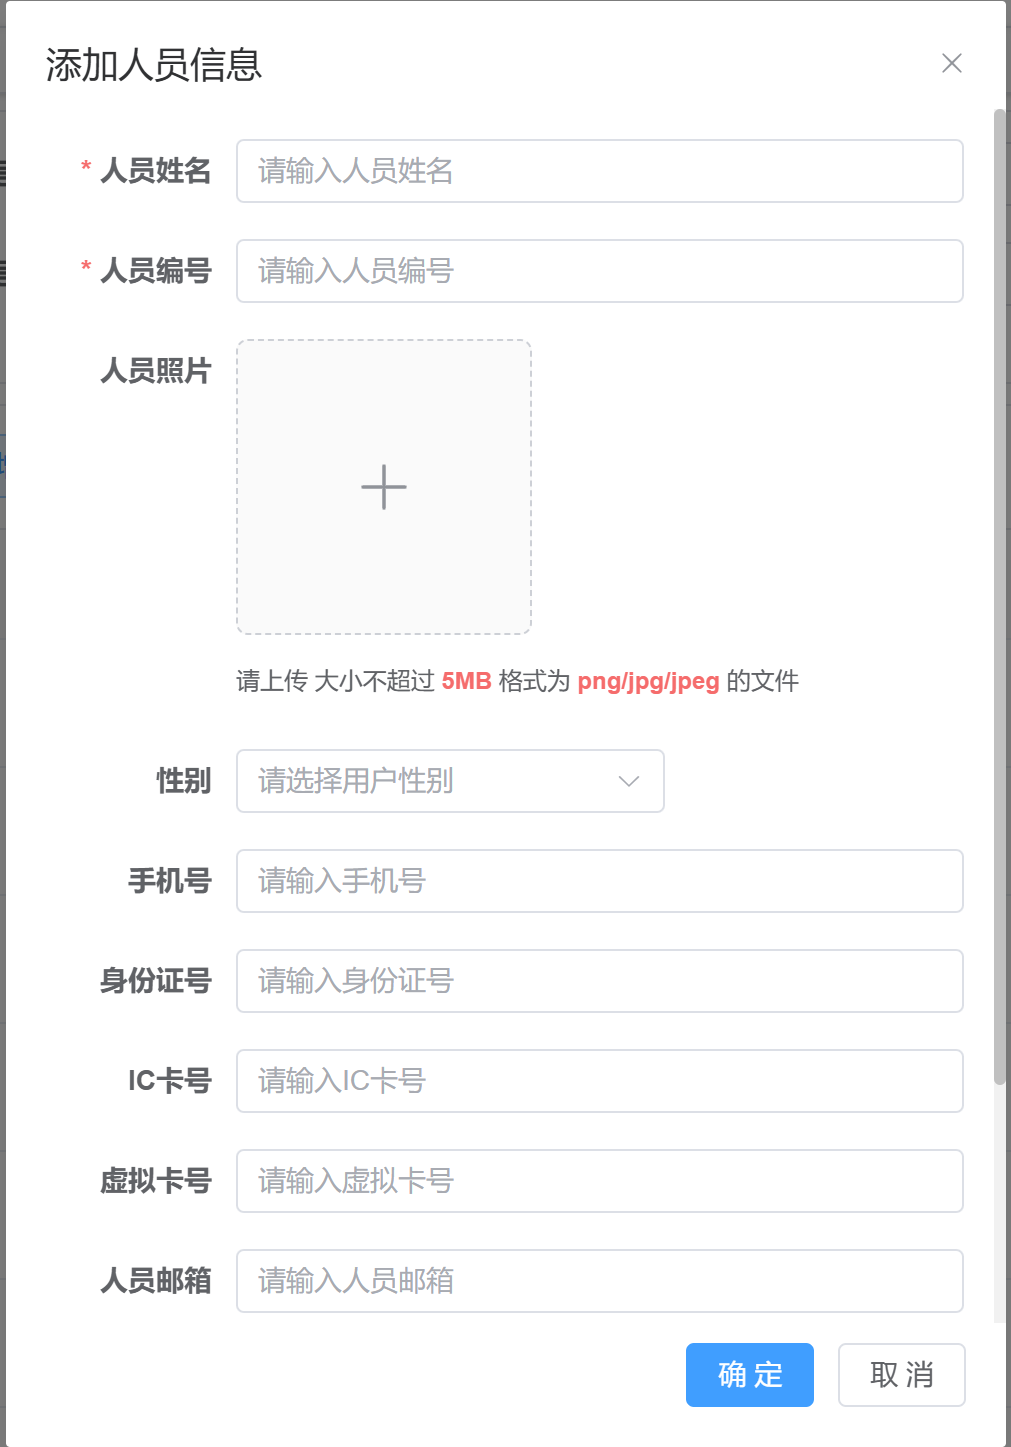 添加人员信息
* 人员姓名 请输入人员姓名
* 人员编号 请输入人员编号
人员照片
请上传 大小不超过 5MB 格式为 png/jpg/jpeg 的文件
性别 请选择用户性别
手机号 请输入手机号
身份证号 请输入身份证号
IC卡号 请输入IC卡号
虚拟卡号 请输入虚拟卡号
人员邮箱 请输入人员邮箱
确 定 取 消